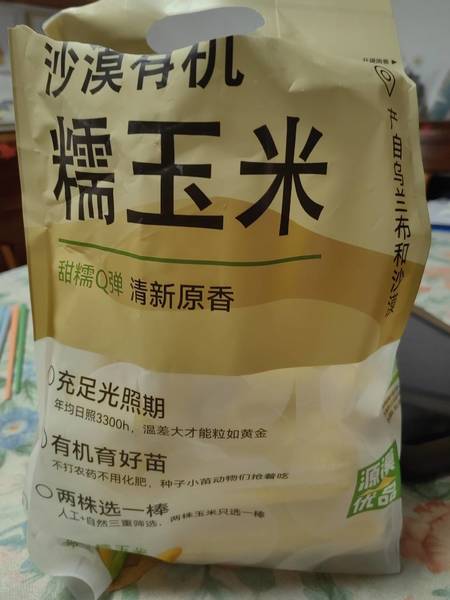 沙漠有机
糯玉米
甜糯Q弹 清新原香
充足光照期
年均日照3300h，温差大才能粒如黄金
有机育好苗
不打农药不用化肥，种子小苗动物们抢着吃
两株选一棒
人工+自然三重筛选，两株玉米只选一棒
产自乌兰布和沙漠
源漠
优品